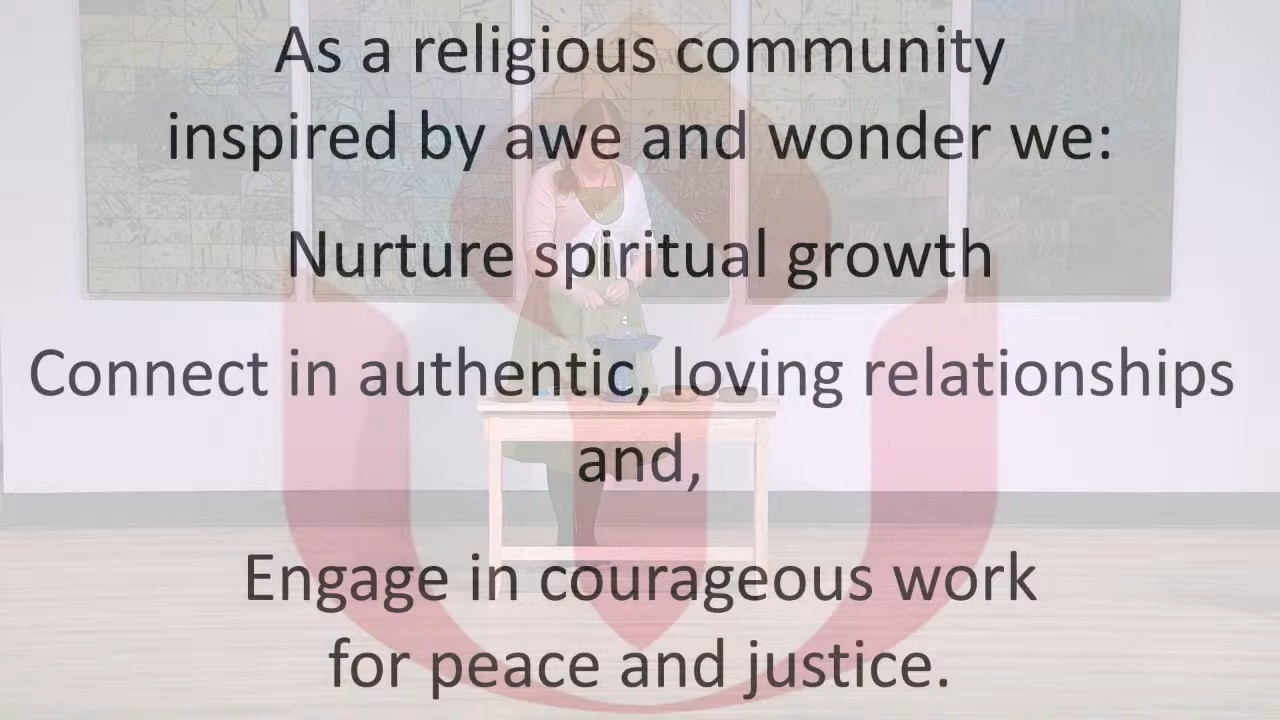 As a religious community
inspired by awe and wonder we:
Nurture spiritual growth
Connect in authentic, loving relationships
and,
Engage in courageous work
for peace and justice.